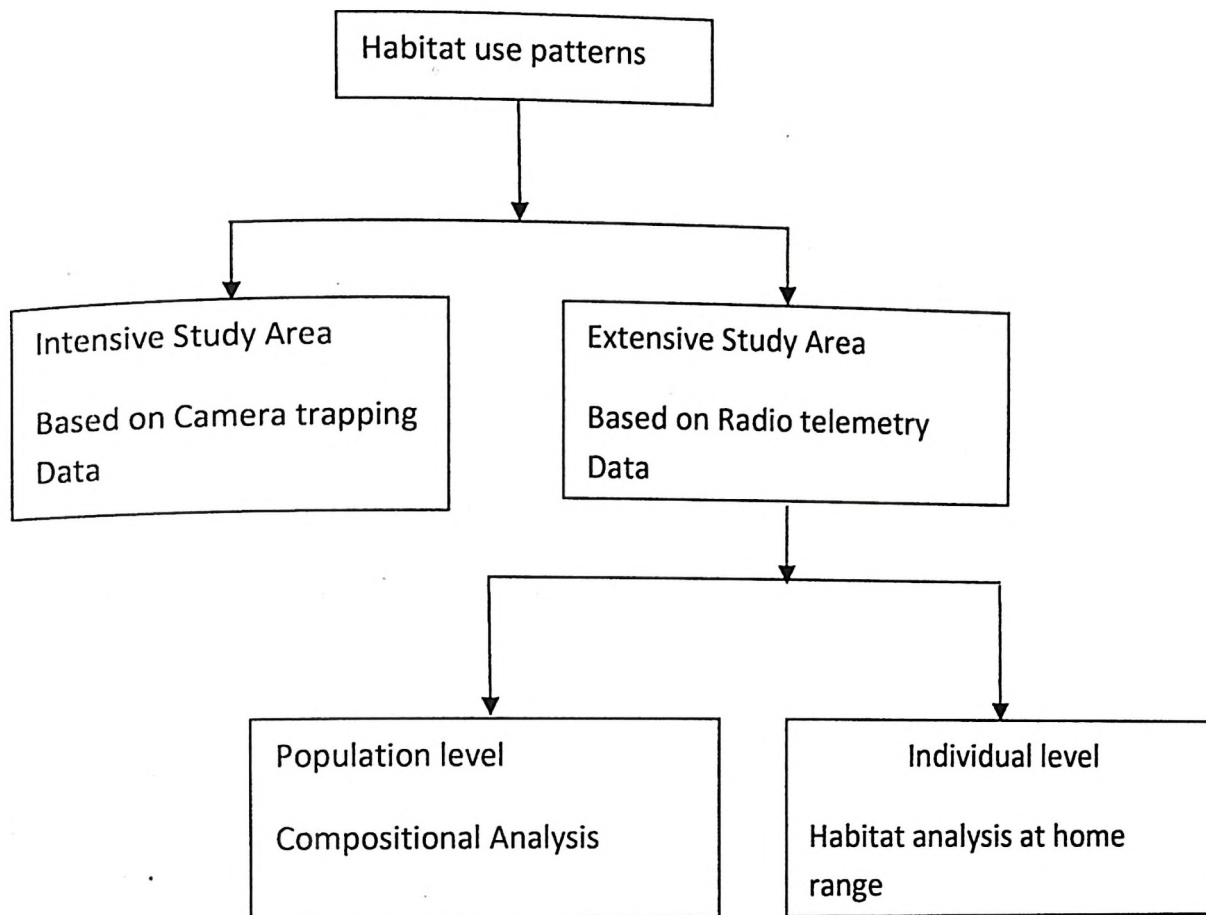 Habitat use patterns
Intensive Study Area
Based on Camera trapping
Data
Extensive Study Area
Based on Radio telemetry
Data
Population level
Compositional Analysis
Individual level
Habitat analysis at home
range